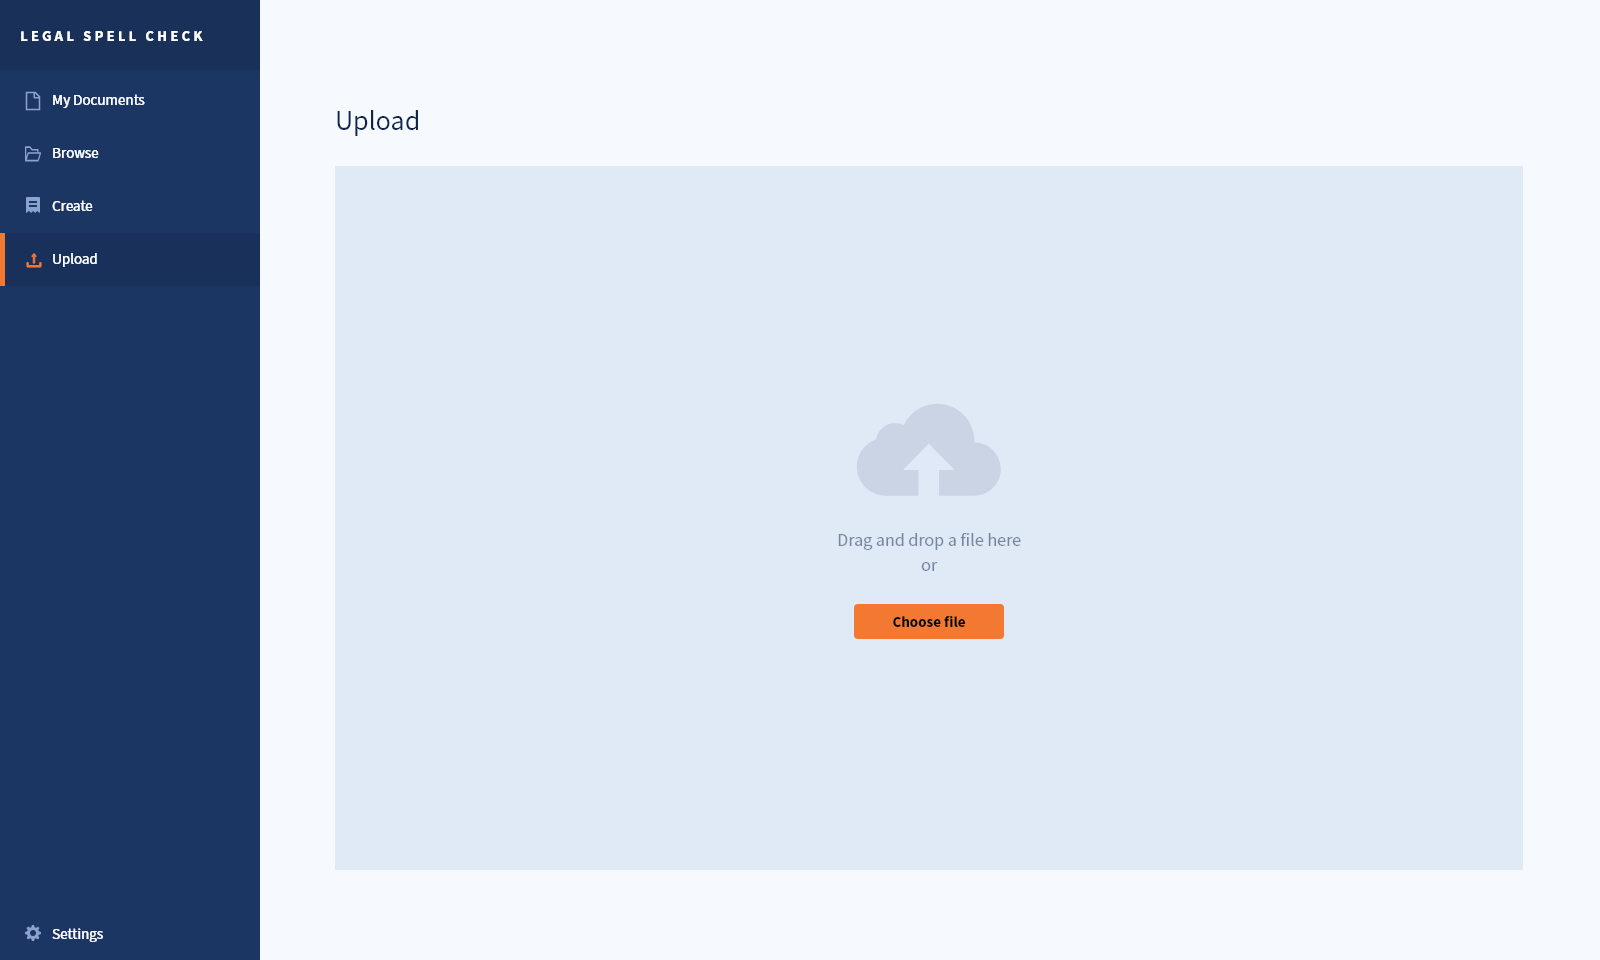 LEGAL SPELL CHECK
My Documents
Browse
Create
Upload
Settings
Upload
Drag and drop a file here
or
Choose file